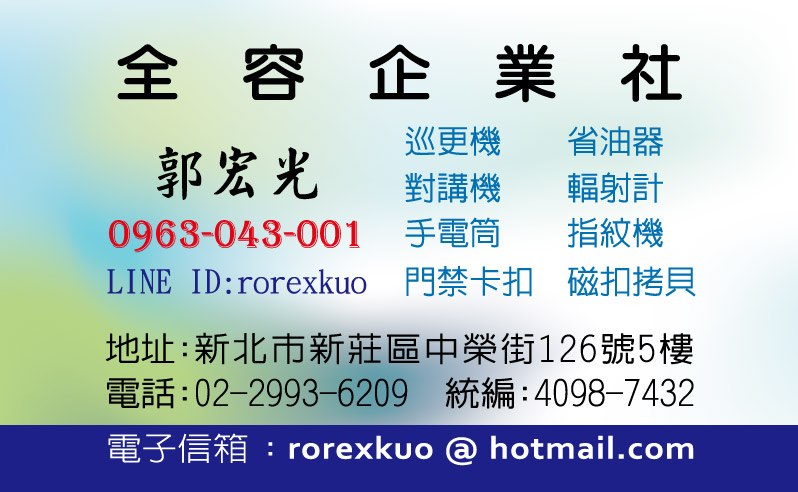 全容企業社
郭宏光
0963-043-001
LINE ID:rorexkuo
巡更機 省油器
對講機 輻射計
手電筒 指紋機
門禁卡扣 磁扣拷貝
地址:新北市新莊區中榮街126號5樓
電話:02-2993-6209 統編:4098-7432
電子信箱 : rorexkuo @ hotmail.com